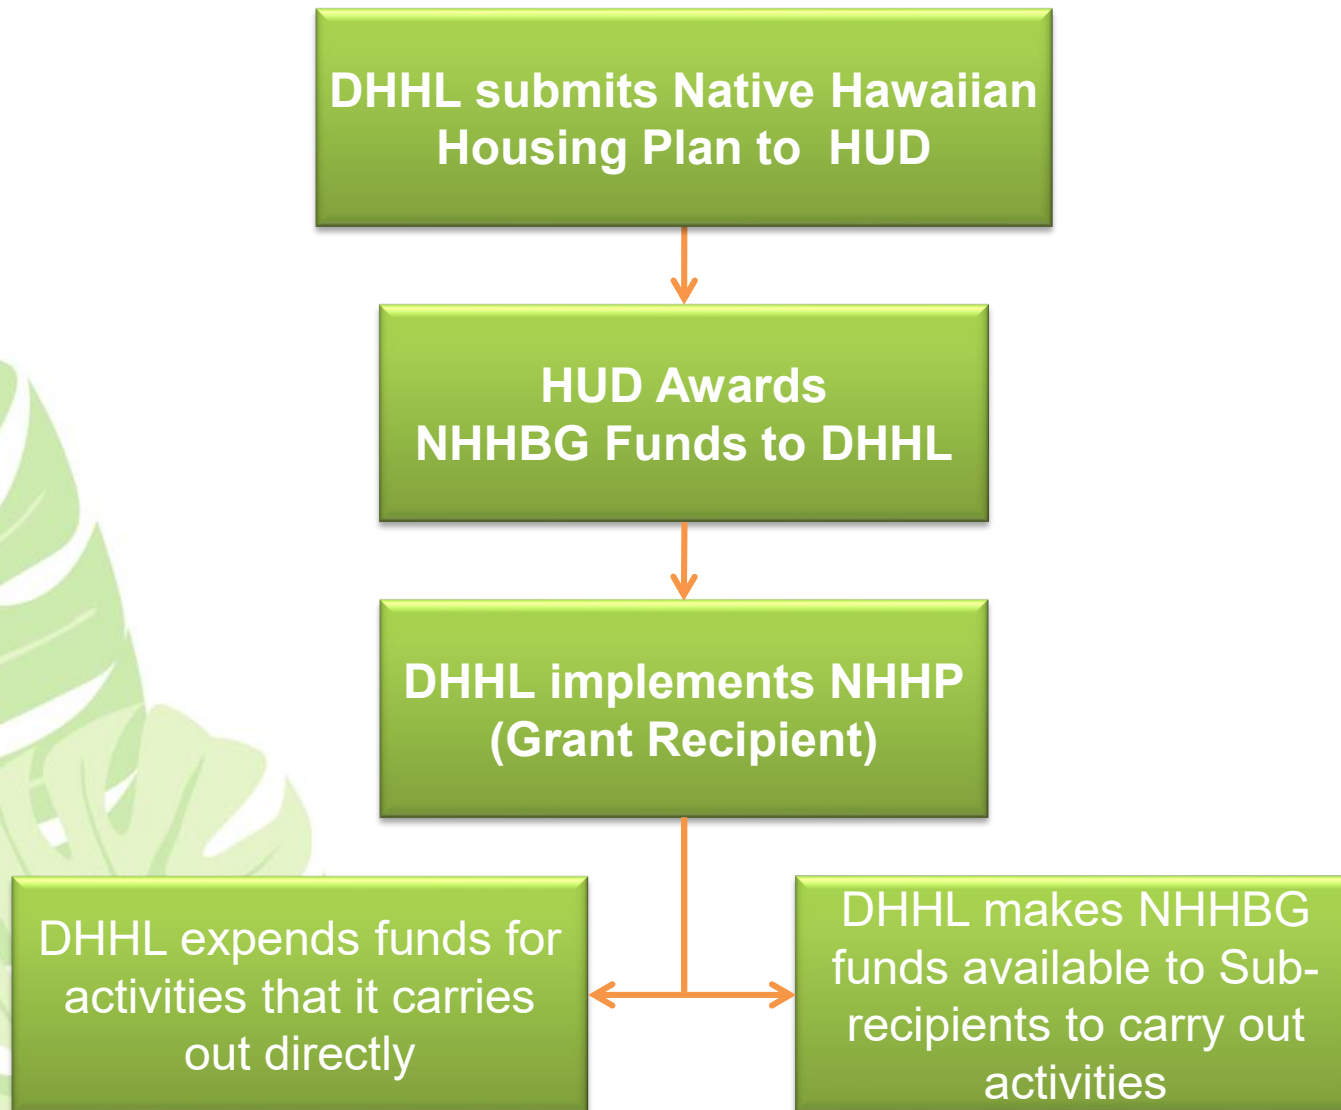 DHHL submits Native Hawaiian
Housing Plan to HUD
HUD Awards
NHHBG Funds to DHHL
DHHL implements NHHP
(Grant Recipient)
DHHL expends funds for
activities that it carries
out directly
DHHL makes NHHBG
funds available to Sub-
recipients to carry out
activities